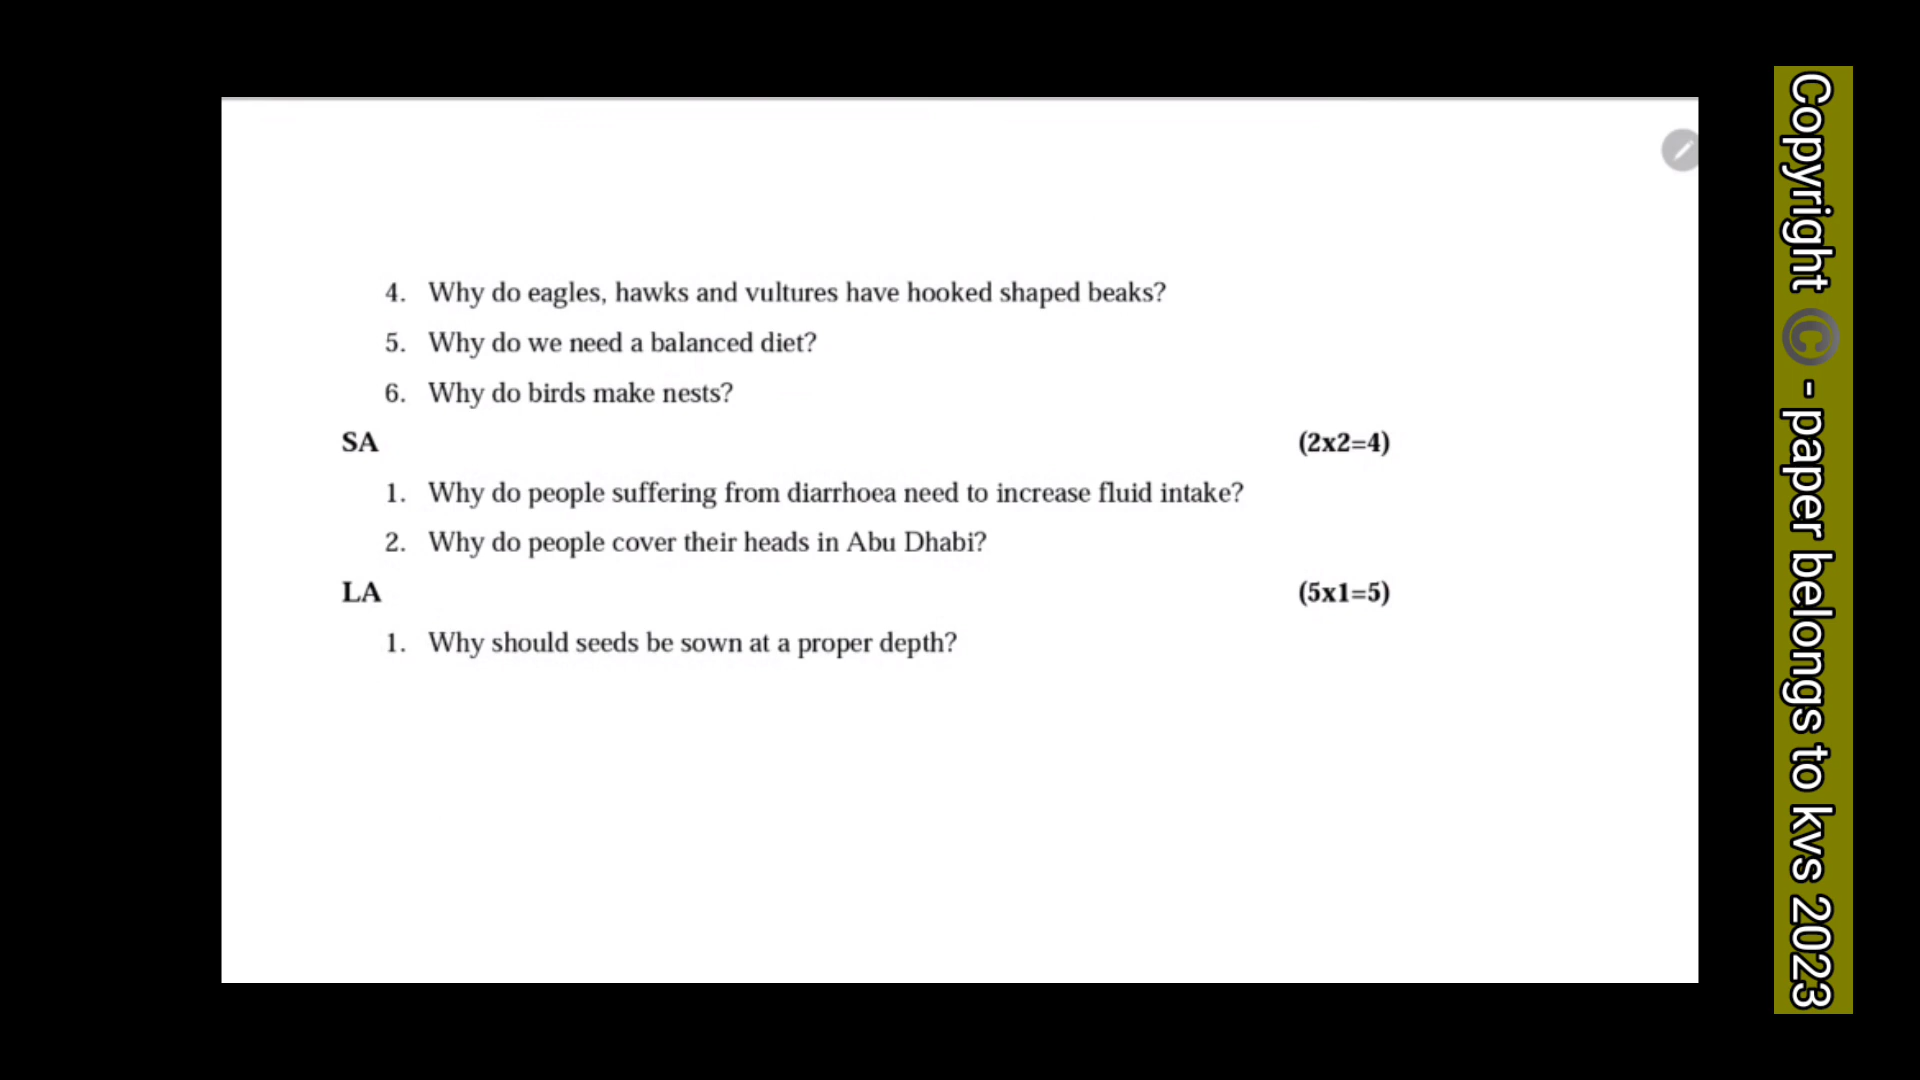 4. Why do eagles, hawks and vultures have hooked shaped beaks?
5. Why do we need a balanced diet?
6. Why do birds make nests?
SA (2x2=4)
1. Why do people suffering from diarrhoea need to increase fluid intake?
2. Why do people cover their heads in Abu Dhabi?
LA (5x1=5)
1. Why should seeds be sown at a proper depth?
Copyright © - paper belongs to kvs 2023